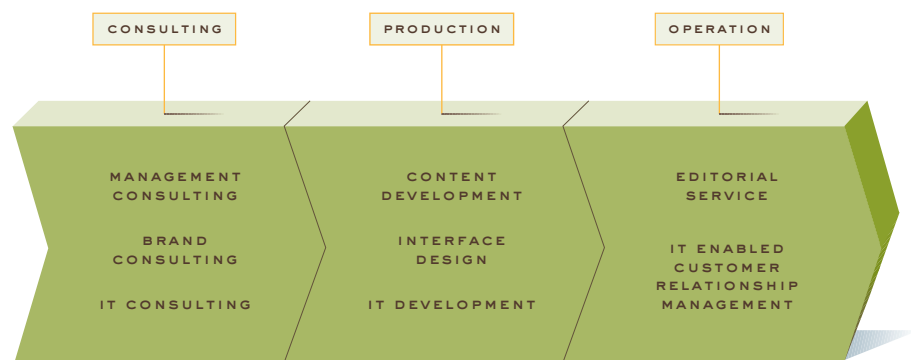 CONSULTING
PRODUCTION
OPERATION
MANAGEMENT
CONSULTING
BRAND
CONSULTING
IT CONSULTING
CONTENT
DEVELOPMENT
INTERFACE
DESIGN
IT DEVELOPMENT
EDITORIAL
SERVICE
IT ENABLED
CUSTOMER
RELATIONSHIP
MANAGEMENT